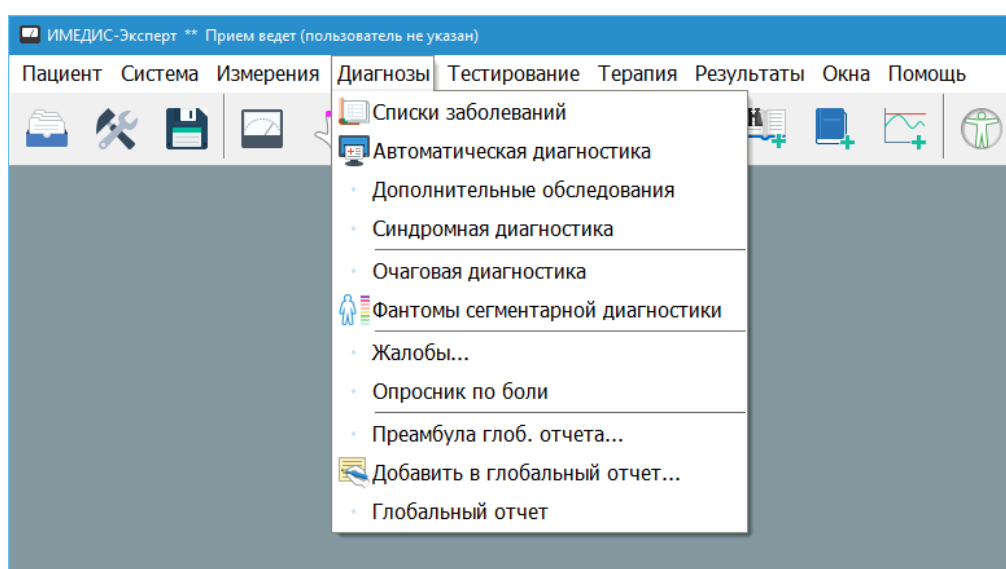 ИМЕДИС-Эксперт ** Прием ведет (пользователь не указан)
Пациент Система Измерения Диагнозы Тестирование Терапия Результаты Окна Помощь
Списки заболеваний
Автоматическая диагностика
Дополнительные обследования
Синдромная диагностика
Очаговая диагностика
Фантомы сегментарной диагностики
Жалобы...
Опросник по боли
Преамбула глоб. отчета...
Добавить в глобальный отчет...
Глобальный отчет